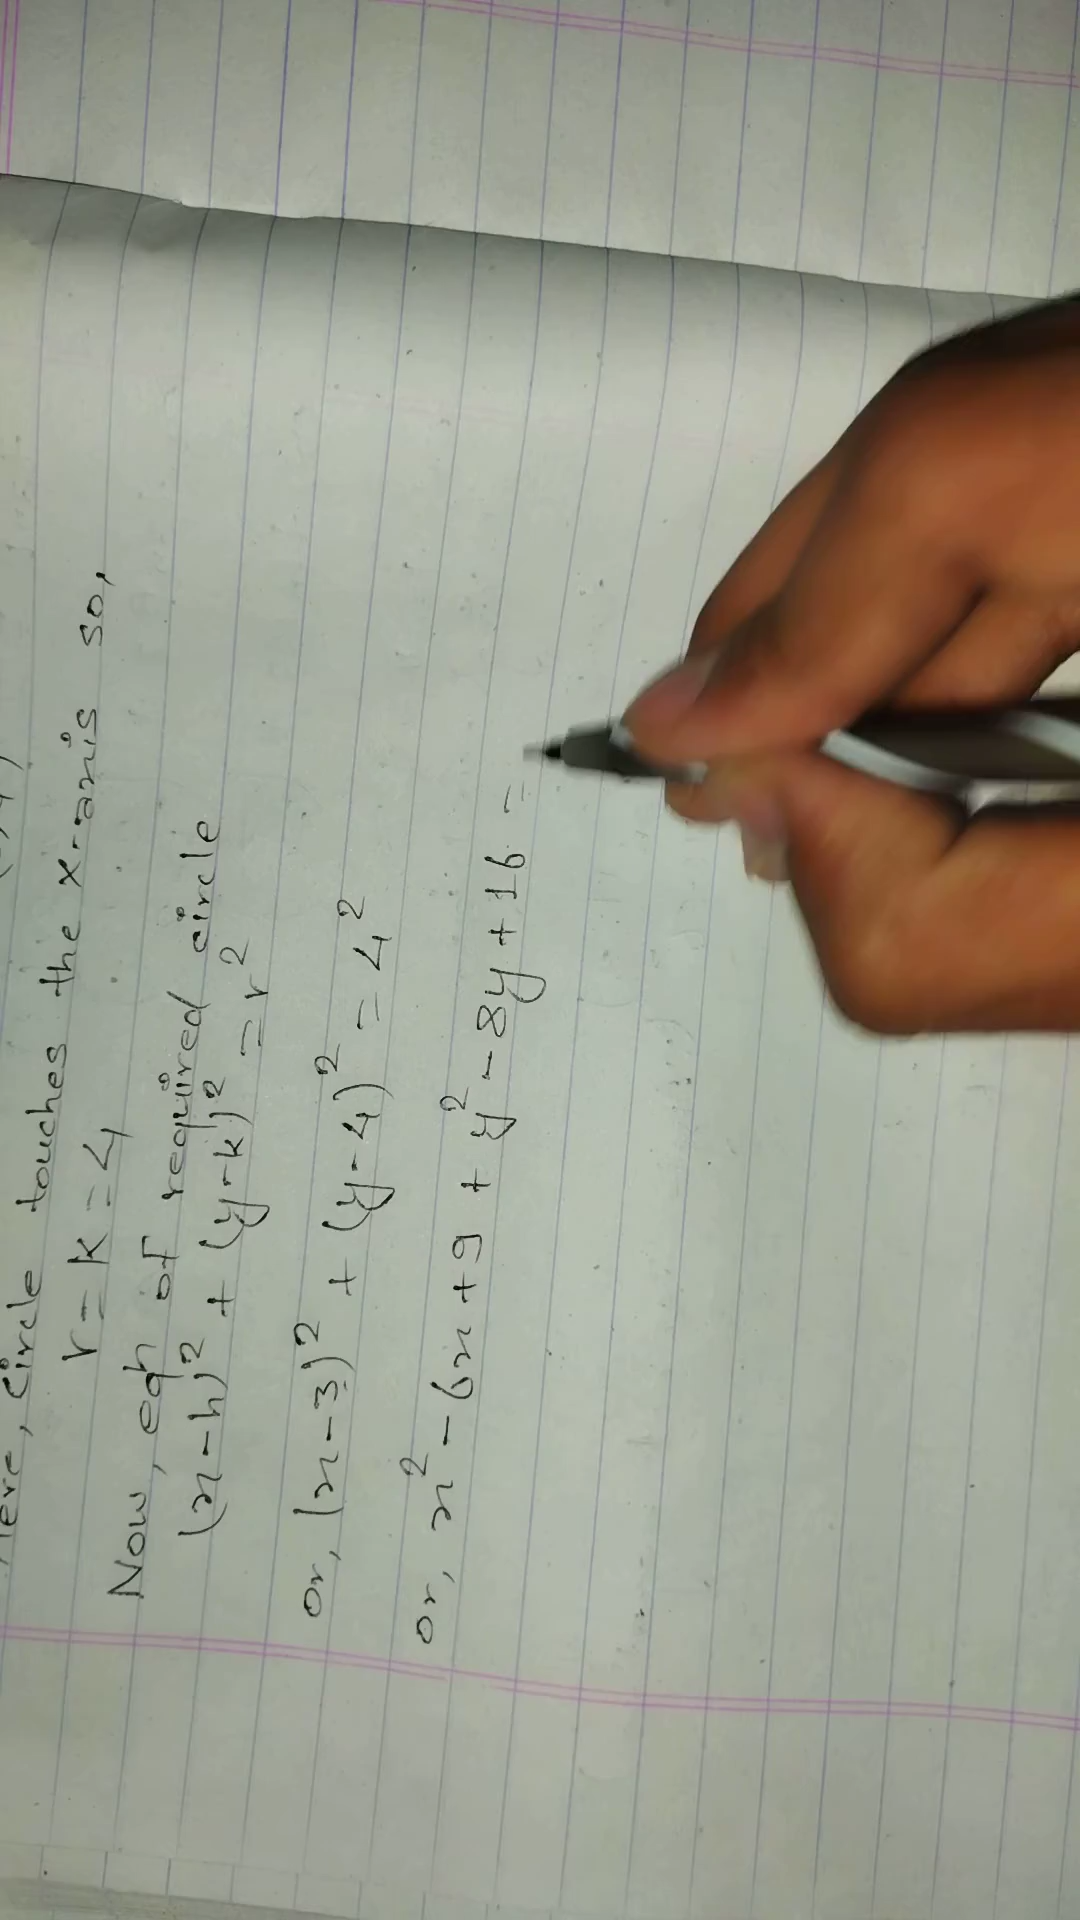 Here, circle touches the x-axis so,
r = k = 4
Now, eqn of required circle
(x-h)² + (y-k)² = r²
or, (x-3)² + (y-4)² = 4²
or, x² - 6x + 9 + y² - 8y + 16 =